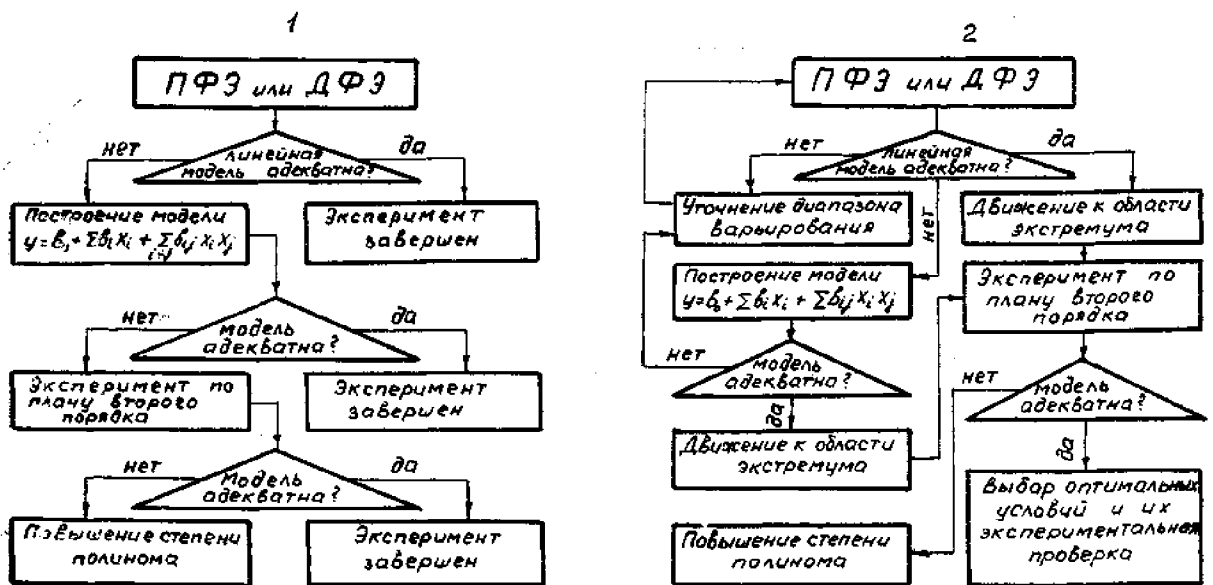 1
ПФЭ или ДФЭ
нет
да
линейная
модель адекватна?
Построение модели
y = b₀ + Σbᵢxᵢ + Σbᵢⱼxᵢxⱼ
i<j
Эксперимент
завершен
нет
да
модель
адекватна?
Эксперимент по
плану второго
порядка
Эксперимент
завершен
нет
да
модель
адекватна?
Повышение степени
полинома
Эксперимент
завершен
2
ПФЭ или ДФЭ
нет
да
линейная
модель адекватна?
нет
Уточнение диапазона
варьирования
Движение к области
экстремума
Построение модели
y = b₀ + Σbᵢxᵢ + Σbᵢⱼxᵢxⱼ
Эксперимент по
плану второго
порядка
нет
модель
адекватна?
да
нет
модель
адекватна?
да
Движение к области
экстремума
Повышение степени
полинома
Выбор оптимальных
условий и их
экспериментальная
проверка